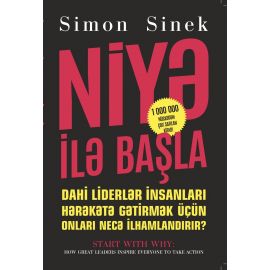 Simon Sinek
NİYƏ
1 000 000
İLƏ BAŞLA
DAHİ LİDERLƏR İNSANLARI
HƏRƏKƏTƏ GƏTİRMƏK ÜÇÜN
ONLARI NECƏ İLHAMLANDIRIR?
START WITH WHY:
HOW GREAT LEADERS INSPIRE EVERYONE TO TAKE ACTION